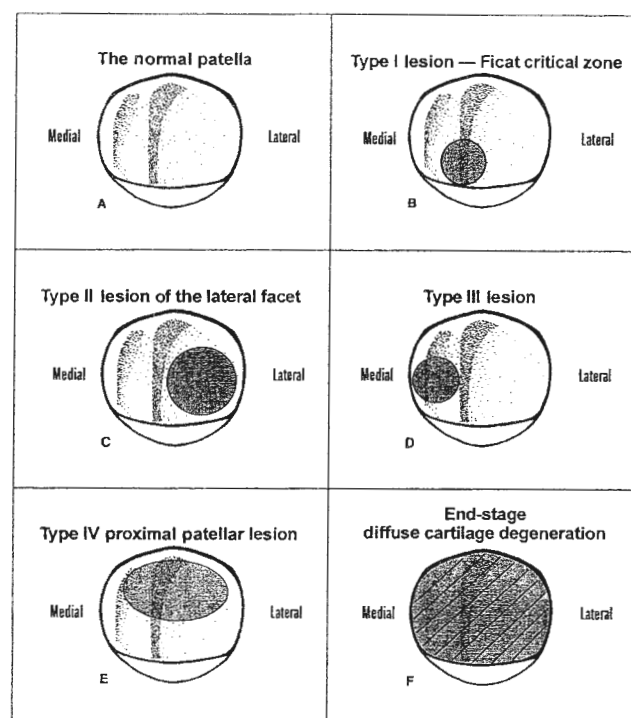 The normal patella
Medial
Lateral
A
Type I lesion — Ficat critical zone
Medial
Lateral
B
Type II lesion of the lateral facet
Medial
Lateral
C
Type III lesion
Medial
Lateral
D
Type IV proximal patellar lesion
Medial
Lateral
E
End-stage
diffuse cartilage degeneration
Medial
Lateral
F